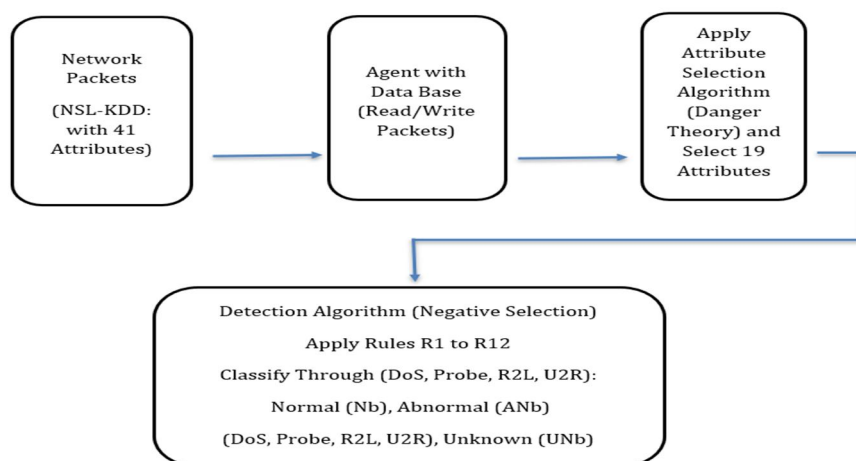 Network
Packets
(NSL-KDD:
with 41
Attributes)
Agent with
Data Base
(Read/Write
Packets)
Apply
Attribute
Selection
Algorithm
(Danger
Theory) and
Select 19
Attributes
Detection Algorithm (Negative Selection)
Apply Rules R1 to R12
Classify Through (DoS, Probe, R2L, U2R):
Normal (Nb), Abnormal (ANb)
(DoS, Probe, R2L, U2R), Unknown (UNb)